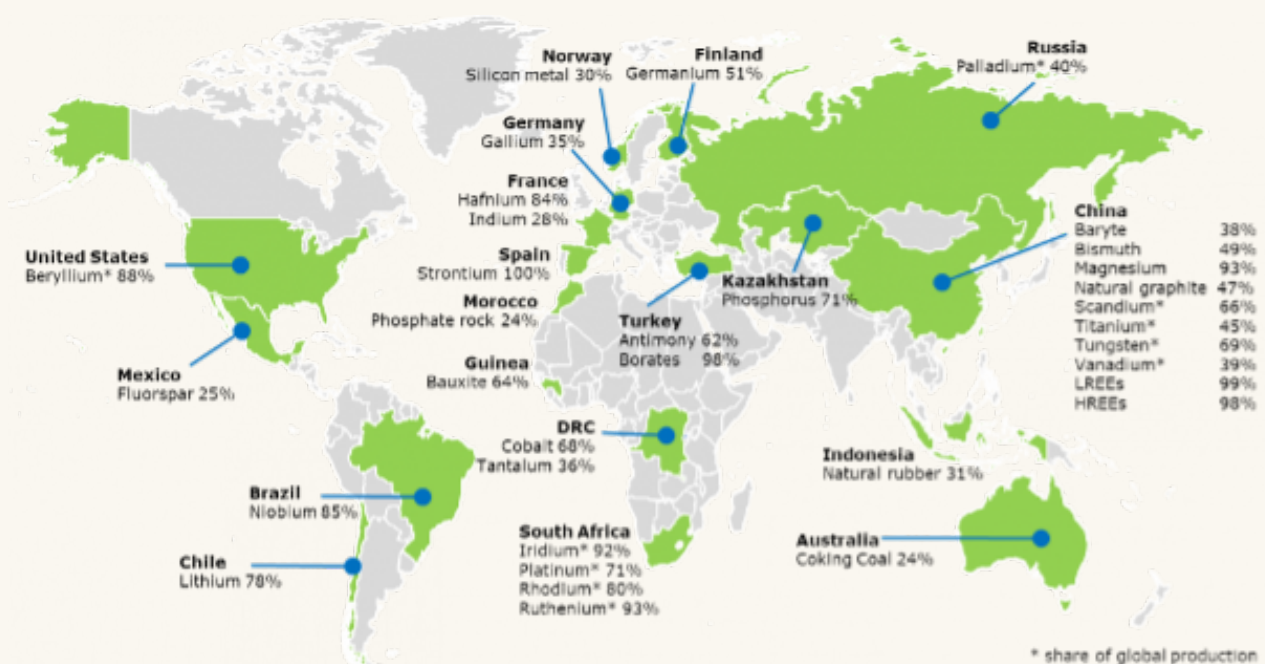 Norway
Silicon metal 30%
Finland
Germanium 51%
Russia
Palladium* 40%
Germany
Gallium 35%
France
Hafnium 84%
Indium 28%
Spain
Strontium 100%
Morocco
Phosphate rock 24%
United States
Beryllium* 88%
Mexico
Fluorspar 25%
Guinea
Bauxite 64%
Turkey
Antimony 62%
Borates 98%
Kazakhstan
Phosphorus 71%
China
Baryte 38%
Bismuth 49%
Magnesium 93%
Natural graphite 47%
Scandium* 66%
Titanium* 45%
Tungsten* 69%
Vanadium* 39%
LREEs 99%
HREEs 98%
DRC
Cobalt 68%
Tantalum 36%
Indonesia
Natural rubber 31%
Brazil
Niobium 85%
Chile
Lithium 78%
South Africa
Iridium* 92%
Platinum* 71%
Rhodium* 80%
Ruthenium* 93%
Australia
Coking Coal 24%
* share of global production